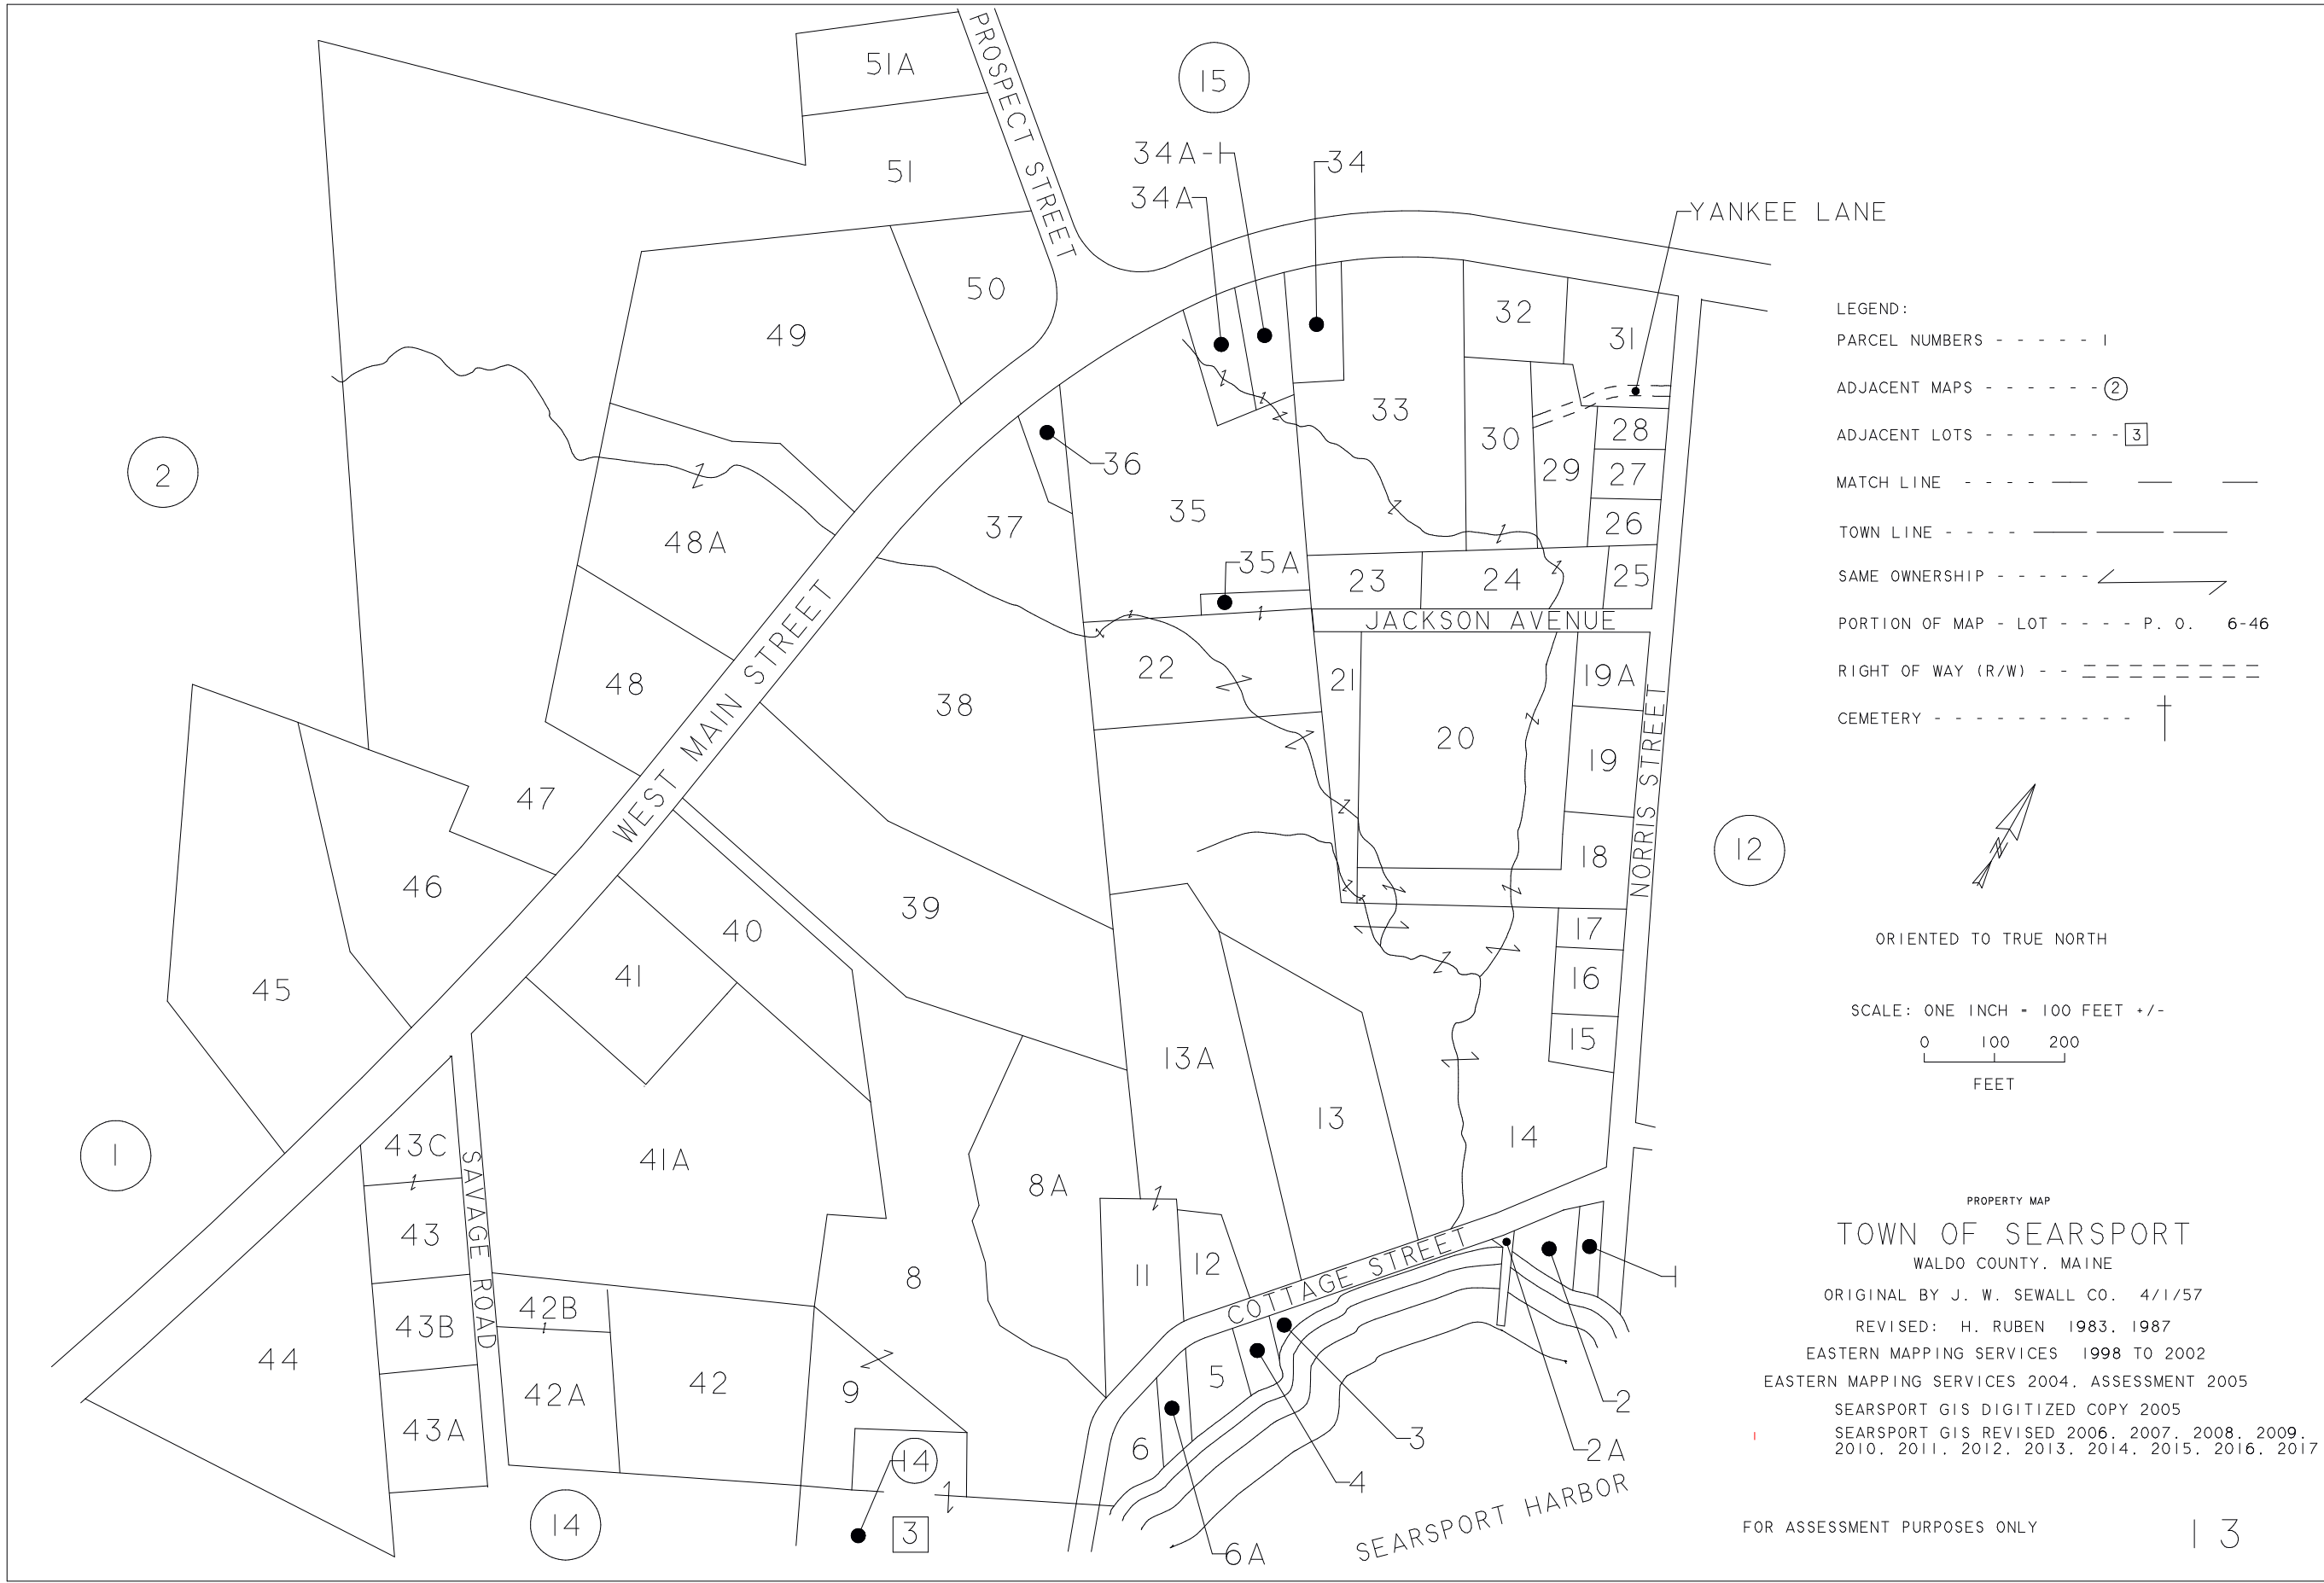 PROSPECT STREET
51A
15
51
34A-1
34
34A
YANKEE LANE
50
49
32
31
33
36
30
28
29
27
26
2
35
37
48A
35A
23
24
25
JACKSON AVENUE
22
21
19A
48
38
20
19
WEST MAIN STREET
47
NORRIS STREET
18
12
46
39
40
17
41
16
45
15
13A
13
14
43C
1
41A
SAVAGE ROAD
8A
43
12
8
11
COTTAGE STREET
1
42B
43B
44
42
9
5
42A
43A
6
3
2
2A
14
4
14
3
6A
SEARSPORT HARBOR
LEGEND:
PARCEL NUMBERS - - - - - 1
ADJACENT MAPS - - - - - - 2
ADJACENT LOTS - - - - - - - 3
MATCH LINE - - - -
TOWN LINE - - - -
SAME OWNERSHIP - - - - -
PORTION OF MAP - LOT - - - - P. O. 6-46
RIGHT OF WAY (R/W) - -
CEMETERY - - - - - - - - - -
N
ORIENTED TO TRUE NORTH
SCALE: ONE INCH = 100 FEET +/-
0 100 200
FEET
PROPERTY MAP
TOWN OF SEARSPORT
WALDO COUNTY, MAINE
ORIGINAL BY J. W. SEWALL CO. 4/1/57
REVISED: H. RUBEN 1983, 1987
EASTERN MAPPING SERVICES 1998 TO 2002
EASTERN MAPPING SERVICES 2004, ASSESSMENT 2005
SEARSPORT GIS DIGITIZED COPY 2005
SEARSPORT GIS REVISED 2006, 2007, 2008, 2009,
2010, 2011, 2012, 2013, 2014, 2015, 2016, 2017
FOR ASSESSMENT PURPOSES ONLY
13